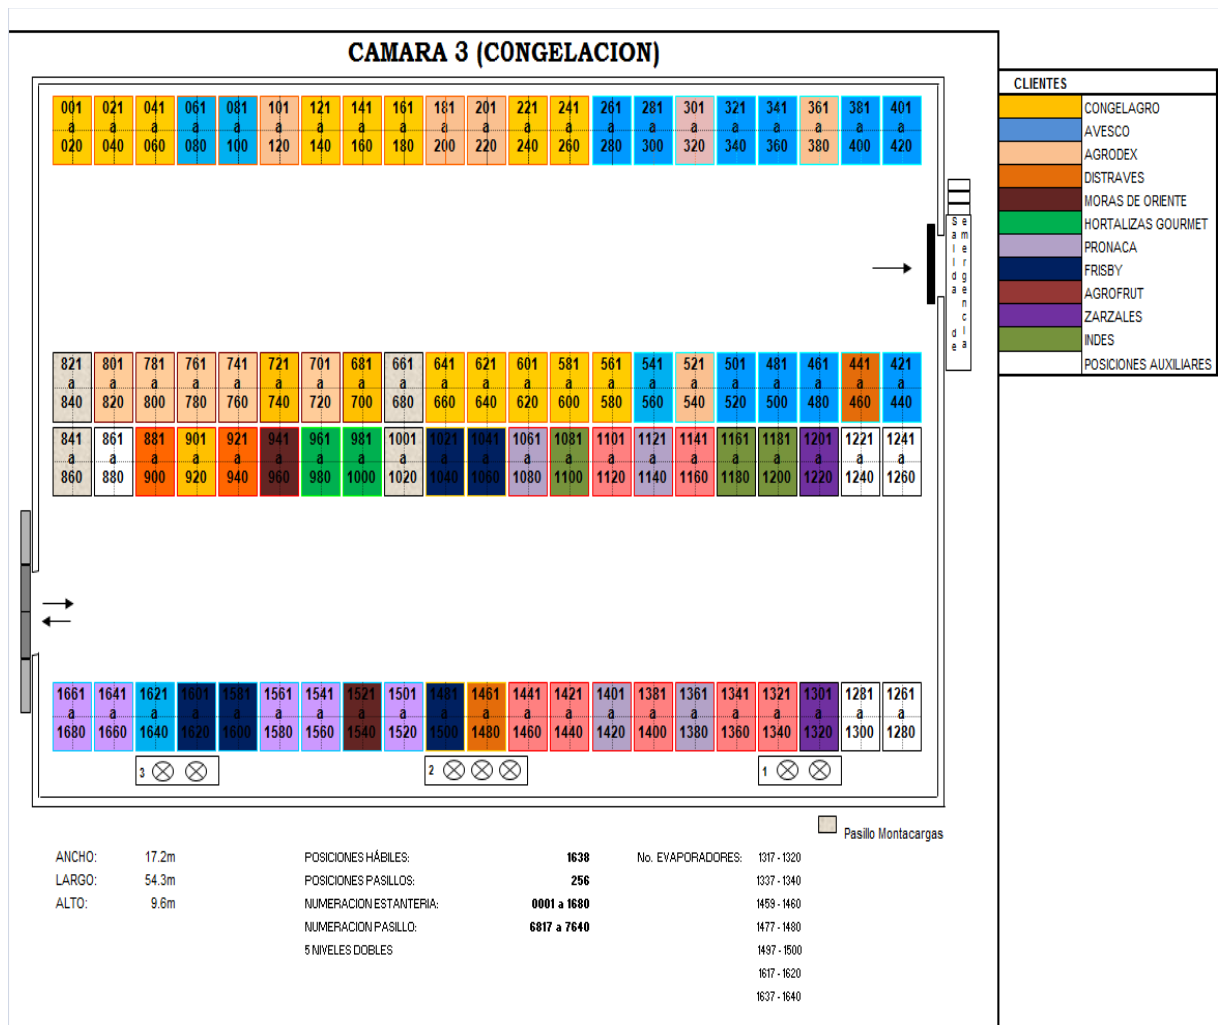 CAMARA 3 (CONGELACION)
CLIENTES
CONGELAGRO
AVESCO
AGRODEX
DISTRAVES
MORAS DE ORIENTE
HORTALIZAS GOURMET
PRONACA
FRISBY
AGROFRUT
ZARZALES
INDES
POSICIONES AUXILIARES
001 021 041 061 081 101 121 141 161 181 201 221 241 261 281 301 321 341 361 381 401
a a a a a a a a a a a a a a a a a a a a a
020 040 060 080 100 120 140 160 180 200 220 240 260 280 300 320 340 360 380 400 420
Salida de emergencia
821 801 781 761 741 721 701 681 661 641 621 601 581 561 541 521 501 481 461 441 421
a a a a a a a a a a a a a a a a a a a a a
840 820 800 780 760 740 720 700 680 660 640 620 600 580 560 540 520 500 480 460 440
841 861 881 901 921 941 961 981 1001 1021 1041 1061 1081 1101 1121 1141 1161 1181 1201 1221 1241
a a a a a a a a a a a a a a a a a a a a a
860 880 900 920 940 960 980 1000 1020 1040 1060 1080 1100 1120 1140 1160 1180 1200 1220 1240 1260
1661 1641 1621 1601 1581 1561 1541 1521 1501 1481 1461 1441 1421 1401 1381 1361 1341 1321 1301 1281 1261
a a a a a a a a a a a a a a a a a a a a a
1680 1660 1640 1620 1600 1580 1560 1540 1520 1500 1480 1460 1440 1420 1400 1380 1360 1340 1320 1300 1280
3 2 1
Pasillo Montacargas
ANCHO: 17.2m POSICIONES HÁBILES: 1638 No. EVAPORADORES: 1317 - 1320
LARGO: 54.3m POSICIONES PASILLOS: 256 1337 - 1340
ALTO: 9.6m NUMERACION ESTANTERIA: 0001 a 1680 1459 - 1460
NUMERACION PASILLO: 6817 a 7640 1477 - 1480
5 NIVELES DOBLES 1497 - 1500
1617 - 1620
1637 - 1640